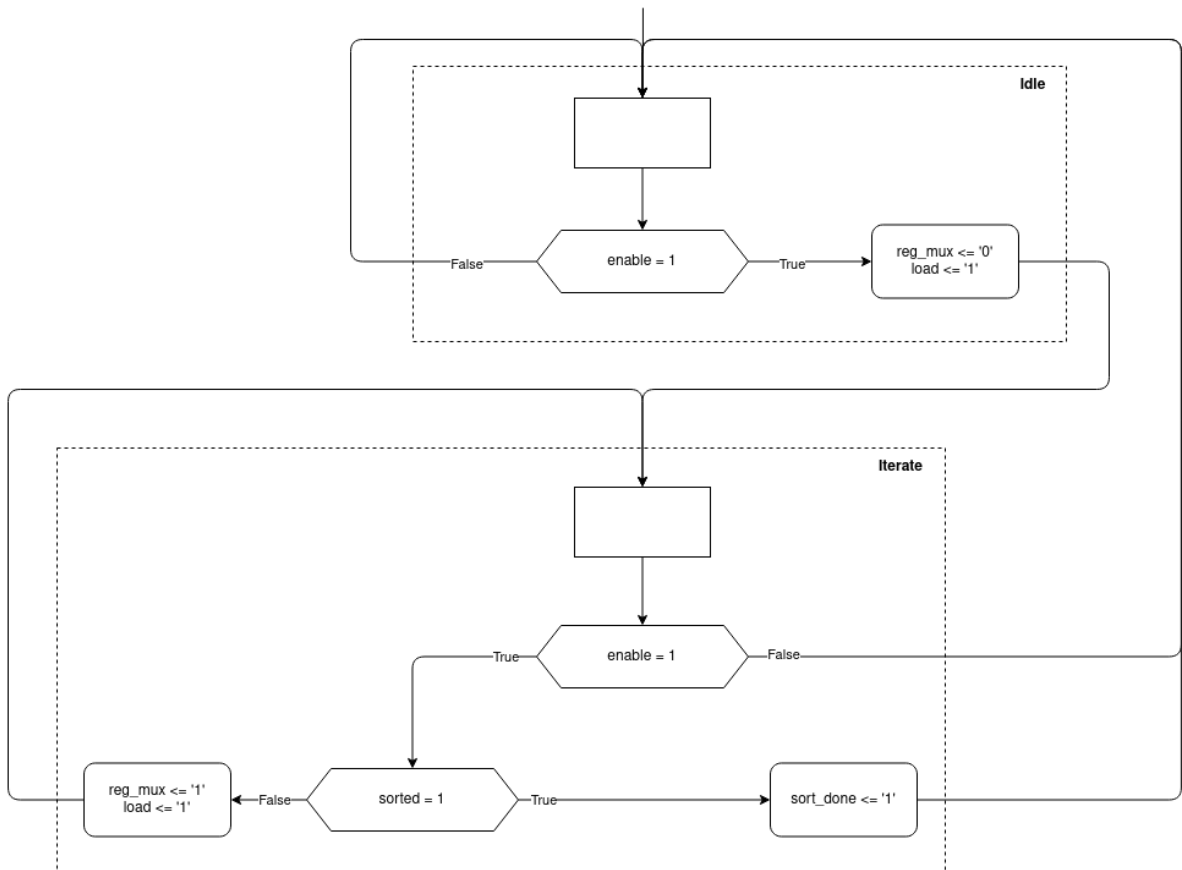 Idle
enable = 1
False
True
reg_mux <= '0'
load <= '1'
Iterate
enable = 1
True
False
reg_mux <= '1'
load <= '1'
False
sorted = 1
True
sort_done <= '1'